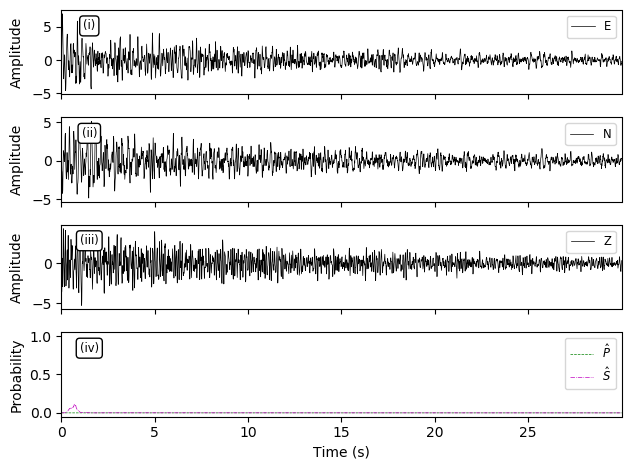 5
0
−5
Amplitude
(i)
E
5
0
−5
Amplitude
(ii)
N
0
−5
Amplitude
(iii)
Z
1.0
0.5
0.0
Probability
(iv)
P̂
Ŝ
0 5 10 15 20 25
Time (s)